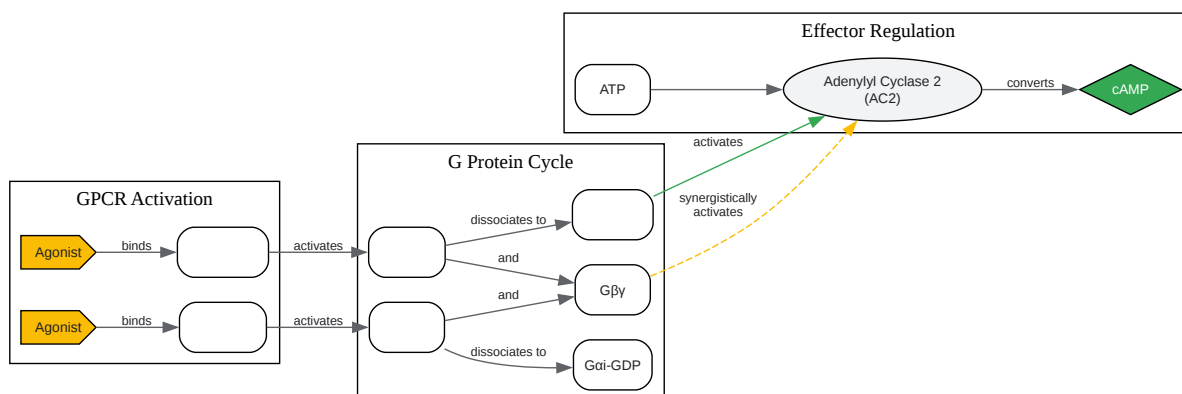 Effector Regulation
ATP
Adenylyl Cyclase 2
(AC2)
converts
cAMP
activates
G Protein Cycle
synergistically
activates
dissociates to
GPCR Activation
Agonist
binds
activates
and
Gβγ
and
Agonist
binds
activates
dissociates to
Gαi-GDP